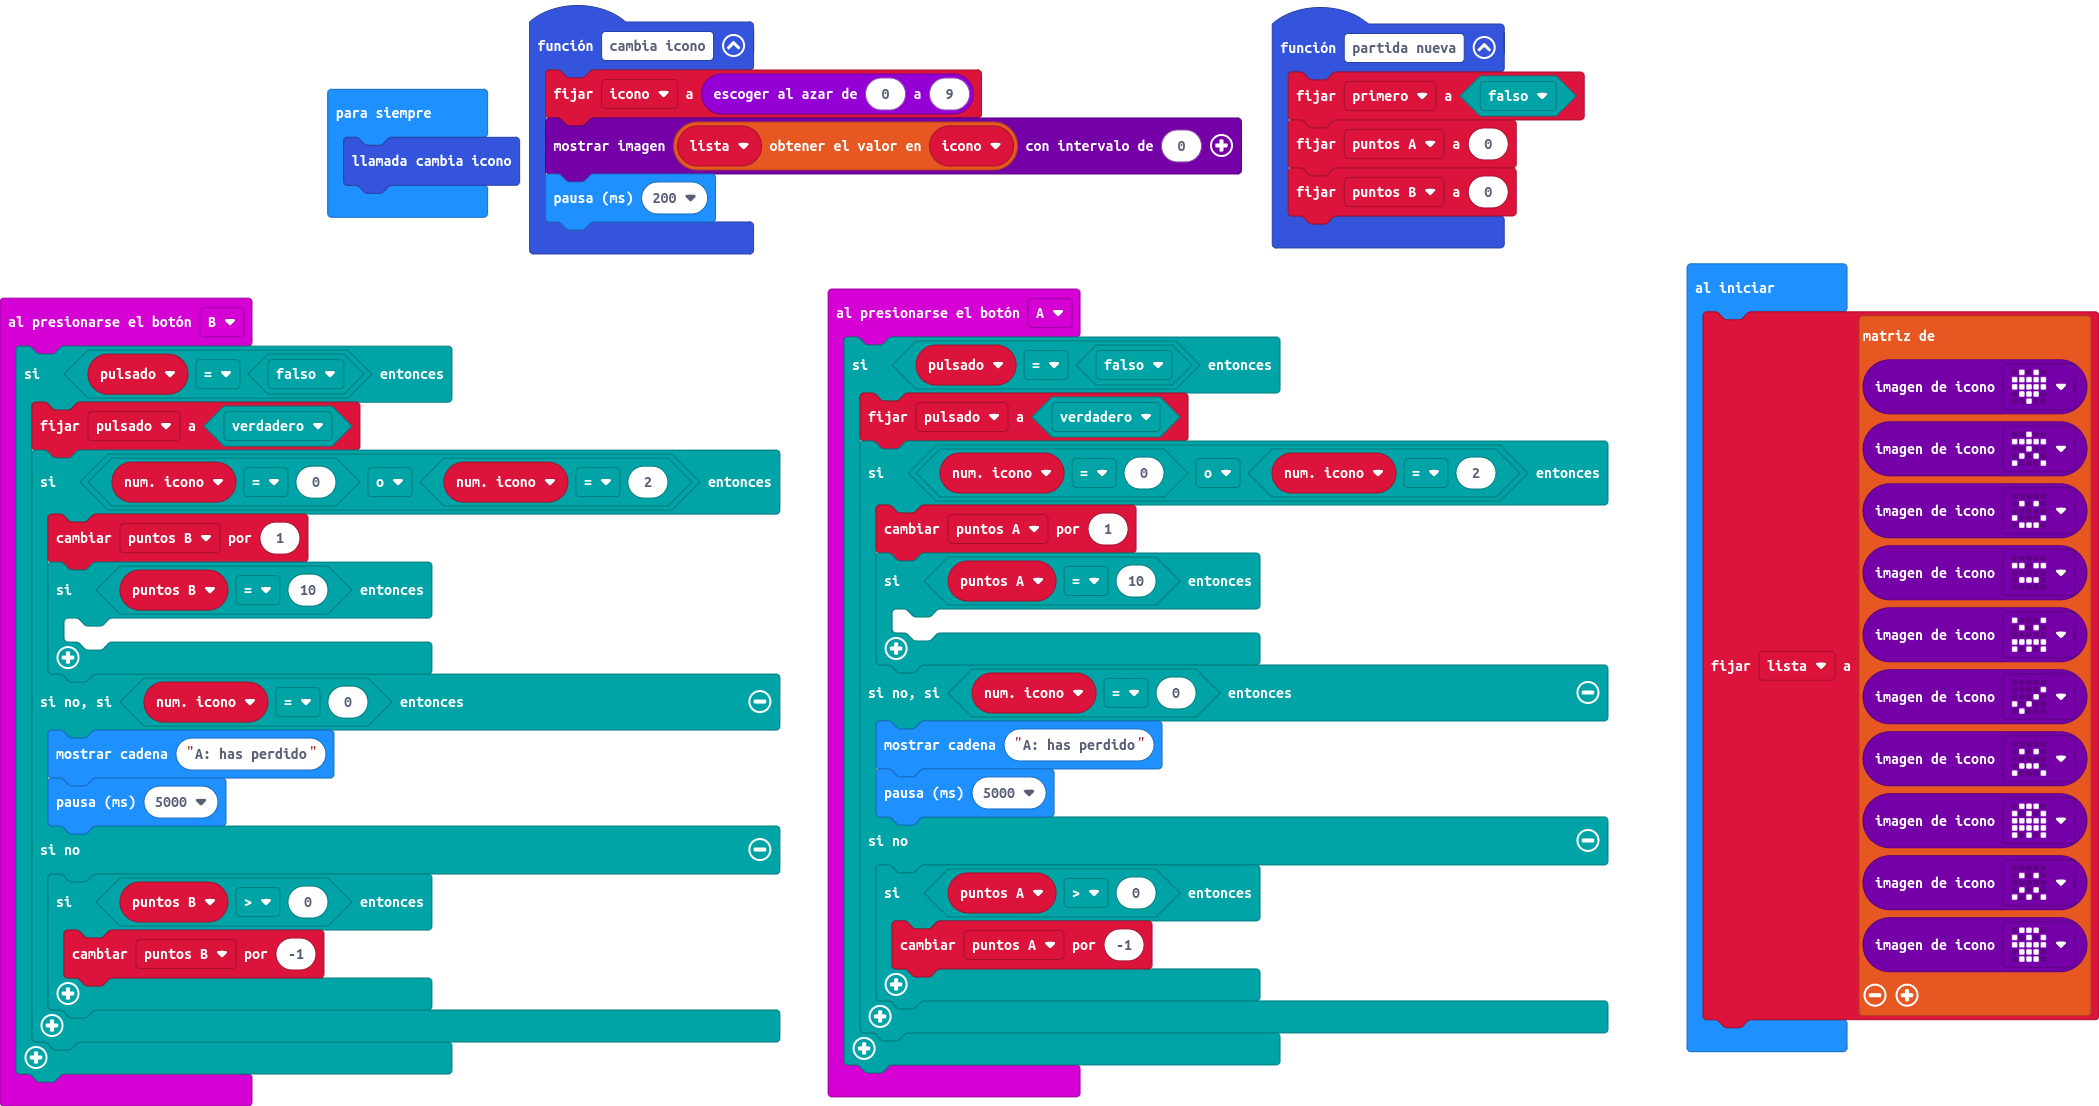 para siempre
llamada cambia icono
función cambia icono
fijar icono a escoger al azar de 0 a 9
mostrar imagen lista obtener el valor en icono con intervalo de 0
pausa (ms) 200
función partida nueva
fijar primero a falso
fijar puntos A a 0
fijar puntos B a 0
al presionarse el botón B
si pulsado = falso entonces
fijar pulsado a verdadero
si num. icono = 0 o num. icono = 2 entonces
cambiar puntos B por 1
si puntos B = 10 entonces
si no, si num. icono = 0 entonces
mostrar cadena "A: has perdido"
pausa (ms) 5000
si no
si puntos B > 0 entonces
cambiar puntos B por -1
al presionarse el botón A
si pulsado = falso entonces
fijar pulsado a verdadero
si num. icono = 0 o num. icono = 2 entonces
cambiar puntos A por 1
si puntos A = 10 entonces
si no, si num. icono = 0 entonces
mostrar cadena "A: has perdido"
pausa (ms) 5000
si no
si puntos A > 0 entonces
cambiar puntos A por -1
al iniciar
fijar lista a
matriz de
imagen de icono
imagen de icono
imagen de icono
imagen de icono
imagen de icono
imagen de icono
imagen de icono
imagen de icono
imagen de icono
imagen de icono